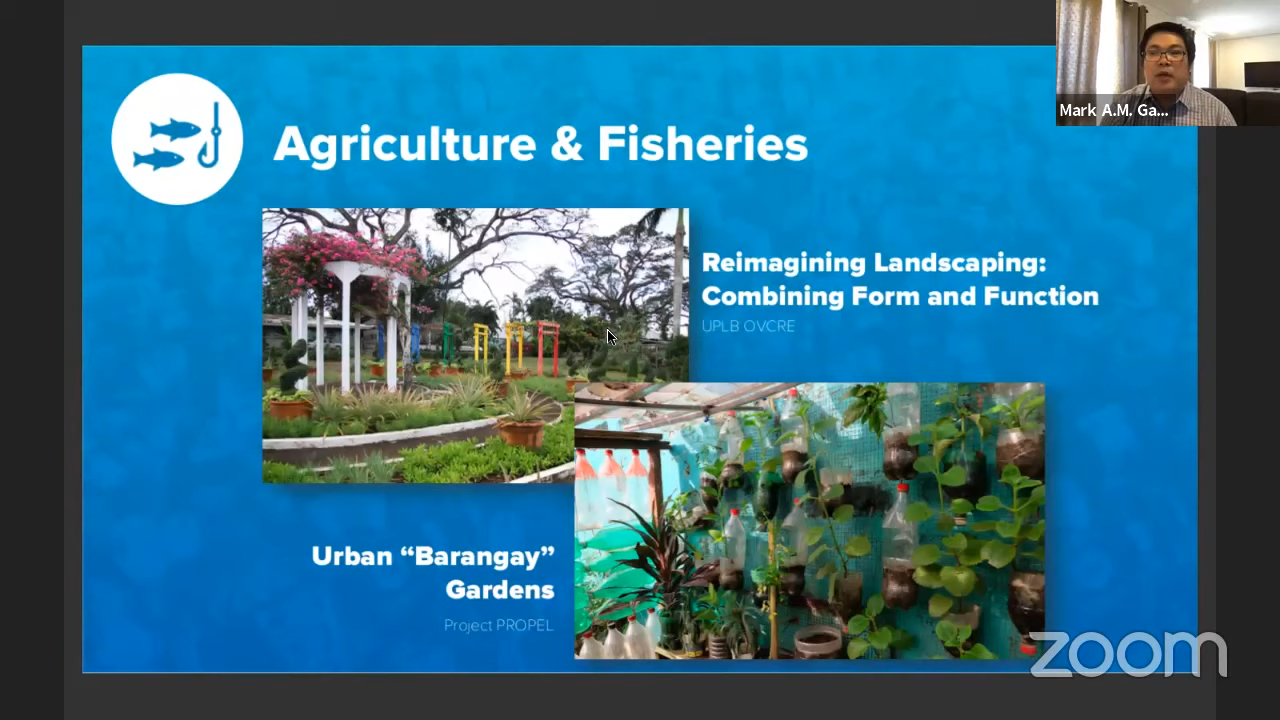 Mark A.M. Ga...
Agriculture & Fisheries
Reimagining Landscaping:
Combining Form and Function
UPLB OVCRE
Urban “Barangay”
Gardens
Project PROPEL
zoom